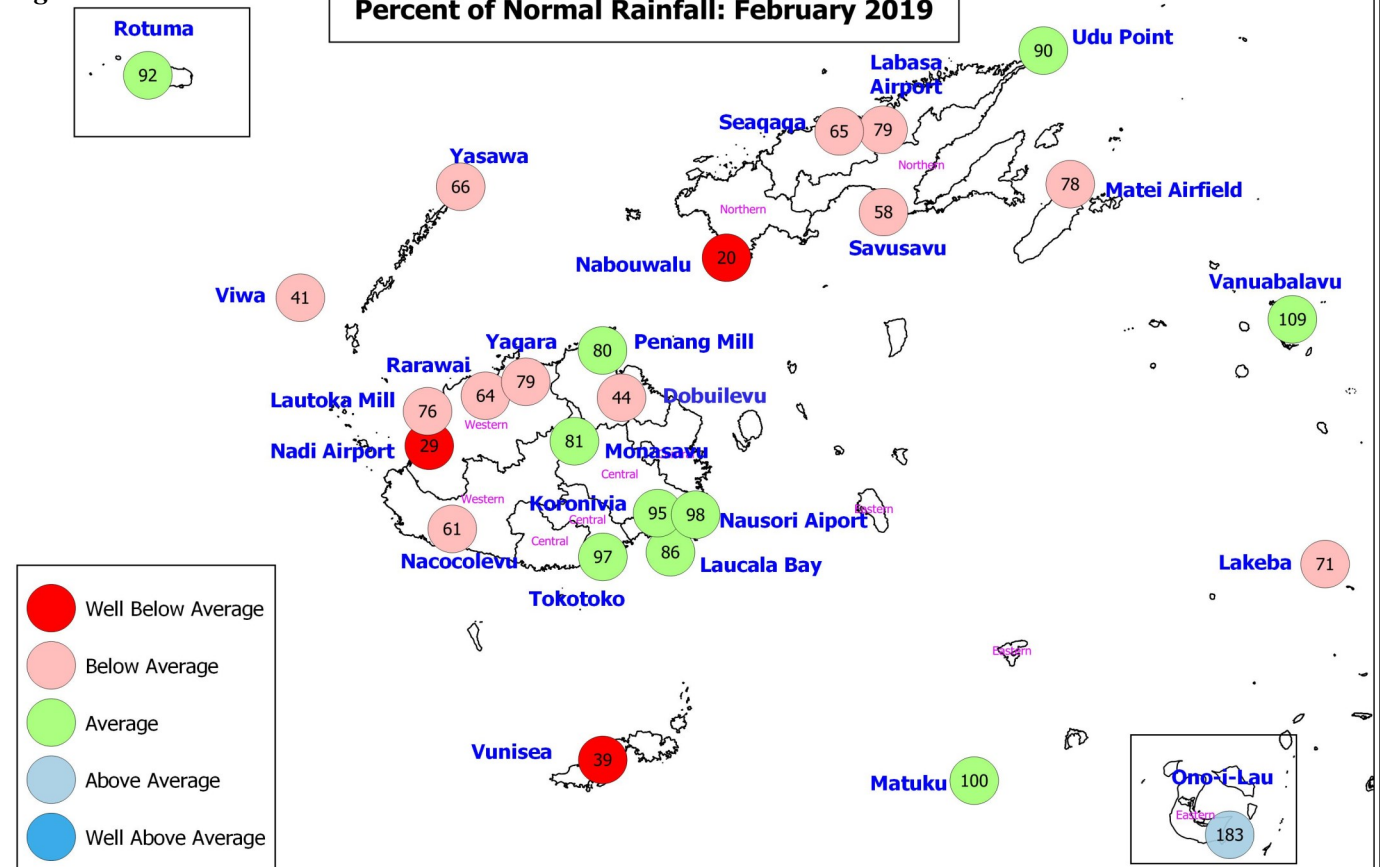 Percent of Normal Rainfall: February 2019
Rotuma
92
Udu Point
90
Labasa
Airport
Seaqaqa
65
79
Northern
Yasawa
66
78
Matei Airfield
Northern
58
Savusavu
Nabouwalu
20
Viwa
41
Vanuabalavu
109
Yaqara
80
Penang Mill
Rarawai
79
64
44
Dobuilevu
Lautoka Mill
76
Western
Nadi Airport
29
81
Monasavu
Central
Western
Koronivia
95
98
Nausori Aiport
Central
Eastern
61
Central
Nacocolevu
97
86
Laucala Bay
Tokotoko
Lakeba
71
Well Below Average
Below Average
Average
Above Average
Well Above Average
Eastern
Vunisea
39
Matuku
100
Ono-i-Lau
Eastern
183